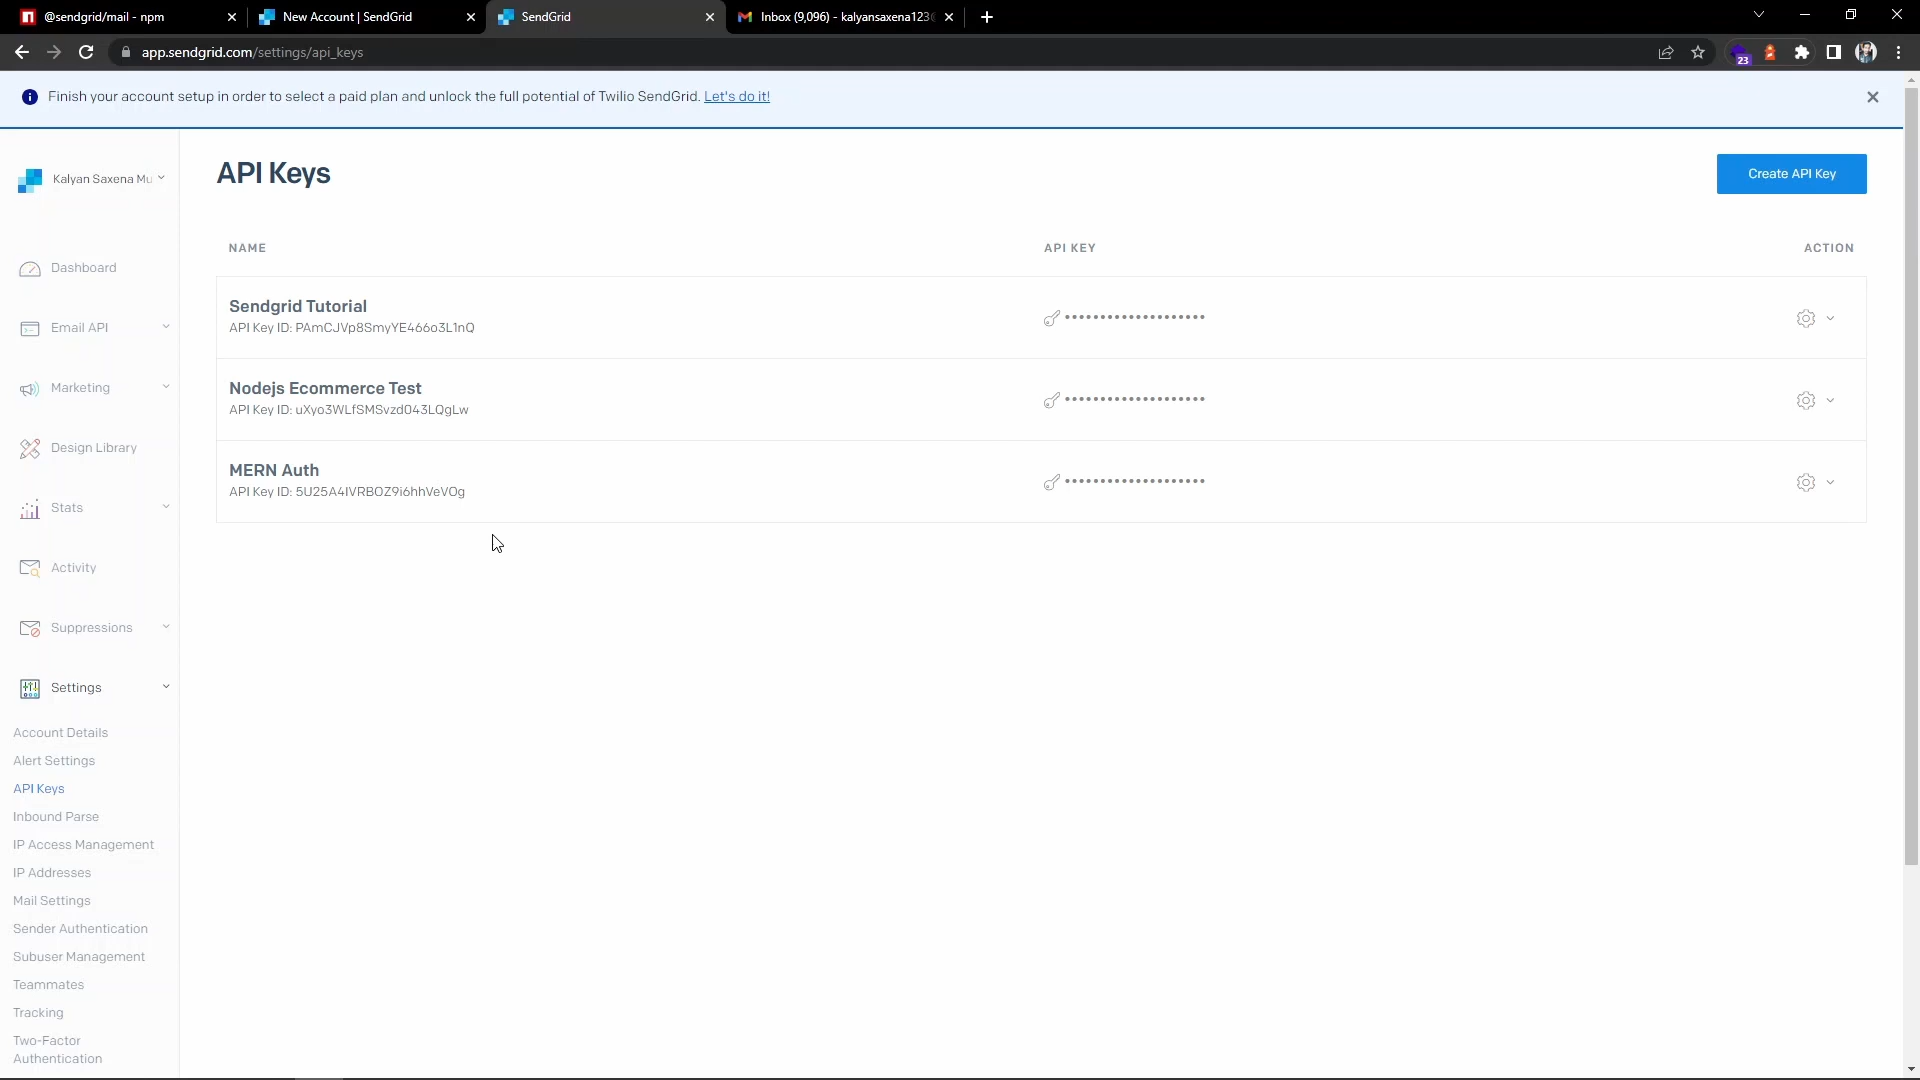 @sendgrid/mail - npm
New Account | SendGrid
SendGrid
Inbox (9,096) - kalyansaxena123@
app.sendgrid.com/settings/api_keys
23
Finish your account setup in order to select a paid plan and unlock the full potential of Twilio SendGrid. Let's do it!
Kalyan Saxena Mu
API Keys
Create API Key
NAME
API KEY
ACTION
Sendgrid Tutorial
API Key ID: PAmCJVp8SmyYE466o3L1nQ
Nodejs Ecommerce Test
API Key ID: uXyo3WLfSMSvzd043LQgLw
MERN Auth
API Key ID: 5U25A4IVRBOZ9i6hhVeVOg
Dashboard
Email API
Marketing
Design Library
Stats
Activity
Suppressions
Settings
Account Details
Alert Settings
API Keys
Inbound Parse
IP Access Management
IP Addresses
Mail Settings
Sender Authentication
Subuser Management
Teammates
Tracking
Two-Factor
Authentication